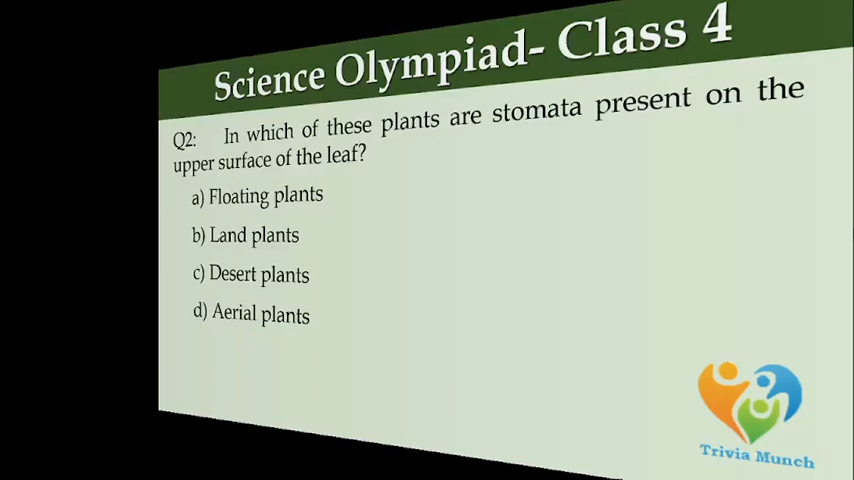 Science Olympiad- Class 4
Q2: In which of these plants are stomata present on the
upper surface of the leaf?
a) Floating plants
b) Land plants
c) Desert plants
d) Aerial plants
Trivia Munch